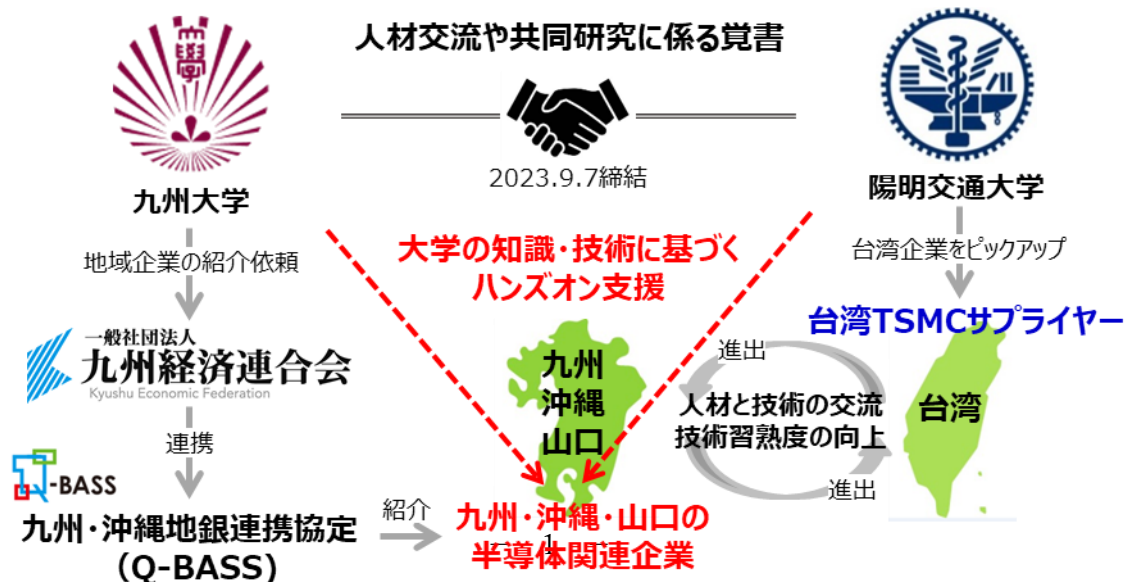 人材交流や共同研究に係る覚書
2023.9.7締結
九州大学
陽明交通大学
地域企業の紹介依頼
大学の知識・技術に基づく
ハンズオン支援
台湾企業をピックアップ
台湾TSMCサプライヤー
一般社団法人
九州経済連合会
Kyushu Economic Federation
九州
沖縄
山口
進出
人材と技術の交流
技術習熟度の向上
進出
台湾
連携
Q-BASS
九州・沖縄地銀連携協定
(Q-BASS)
紹介
九州・沖縄・山口の
半導体関連企業
1